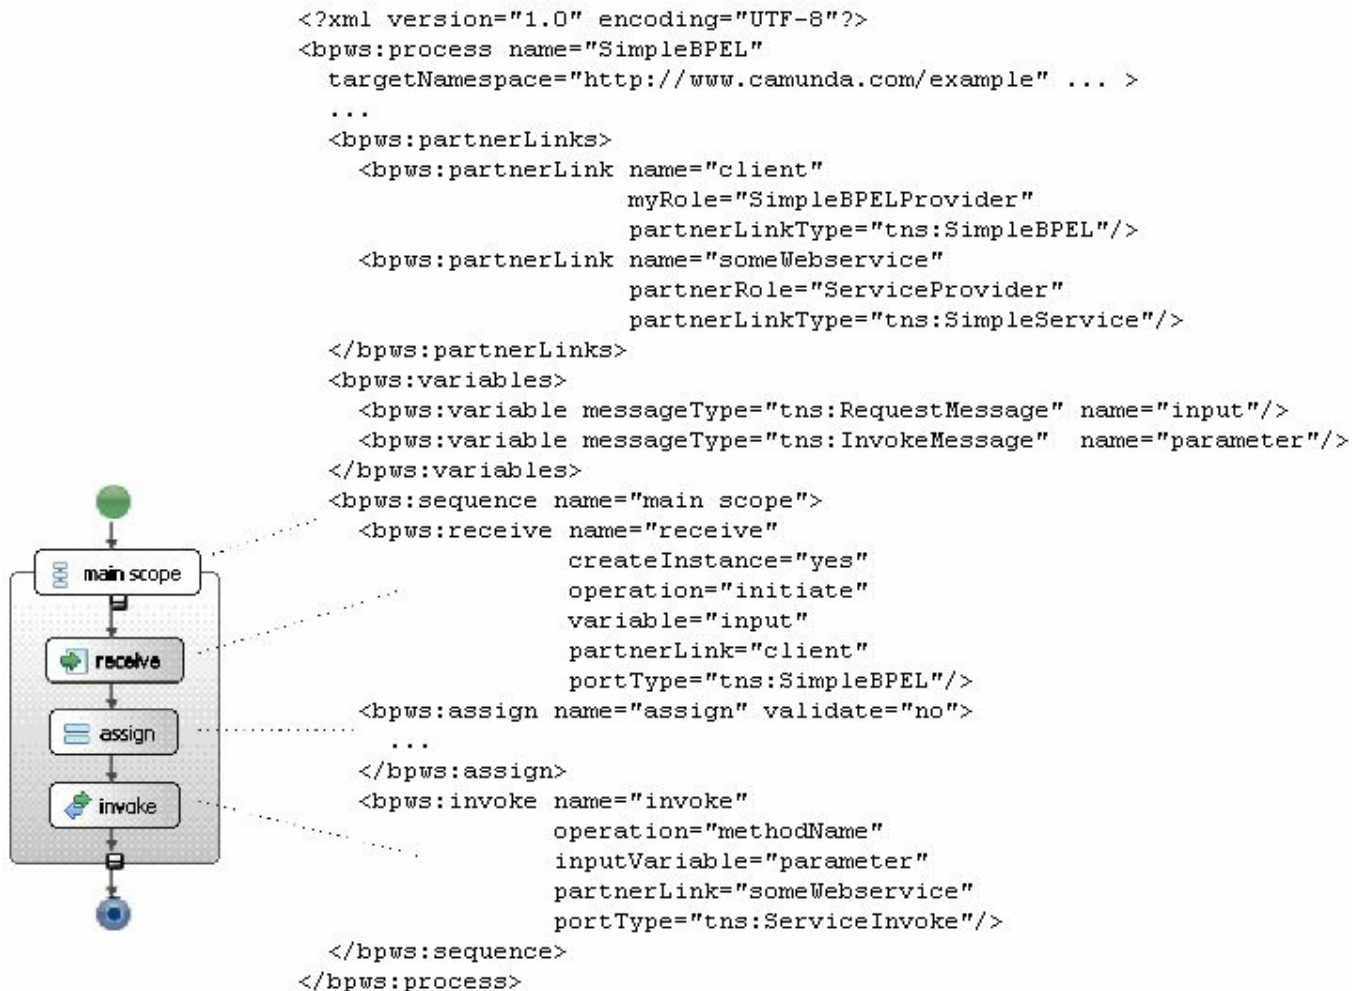 <?xml version="1.0" encoding="UTF-8"?>
<bpws:process name="SimpleBPEL"
targetNamespace="http://www.camunda.com/example" ... >
...
<bpws:partnerLinks>
<bpws:partnerLink name="client"
myRole="SimpleBPELProvider"
partnerLinkType="tns:SimpleBPEL"/>
<bpws:partnerLink name="someWebservice"
partnerRole="ServiceProvider"
partnerLinkType="tns:SimpleService"/>
</bpws:partnerLinks>
<bpws:variables>
<bpws:variable messageType="tns:RequestMessage" name="input"/>
<bpws:variable messageType="tns:InvokeMessage"  name="parameter"/>
</bpws:variables>
<bpws:sequence name="main scope">
<bpws:receive name="receive"
createInstance="yes"
operation="initiate"
variable="input"
partnerLink="client"
portType="tns:SimpleBPEL"/>
<bpws:assign name="assign" validate="no">
...
</bpws:assign>
<bpws:invoke name="invoke"
operation="methodName"
inputVariable="parameter"
partnerLink="someWebservice"
portType="tns:ServiceInvoke"/>
</bpws:sequence>
</bpws:process>
main scope
receive
assign
invoke